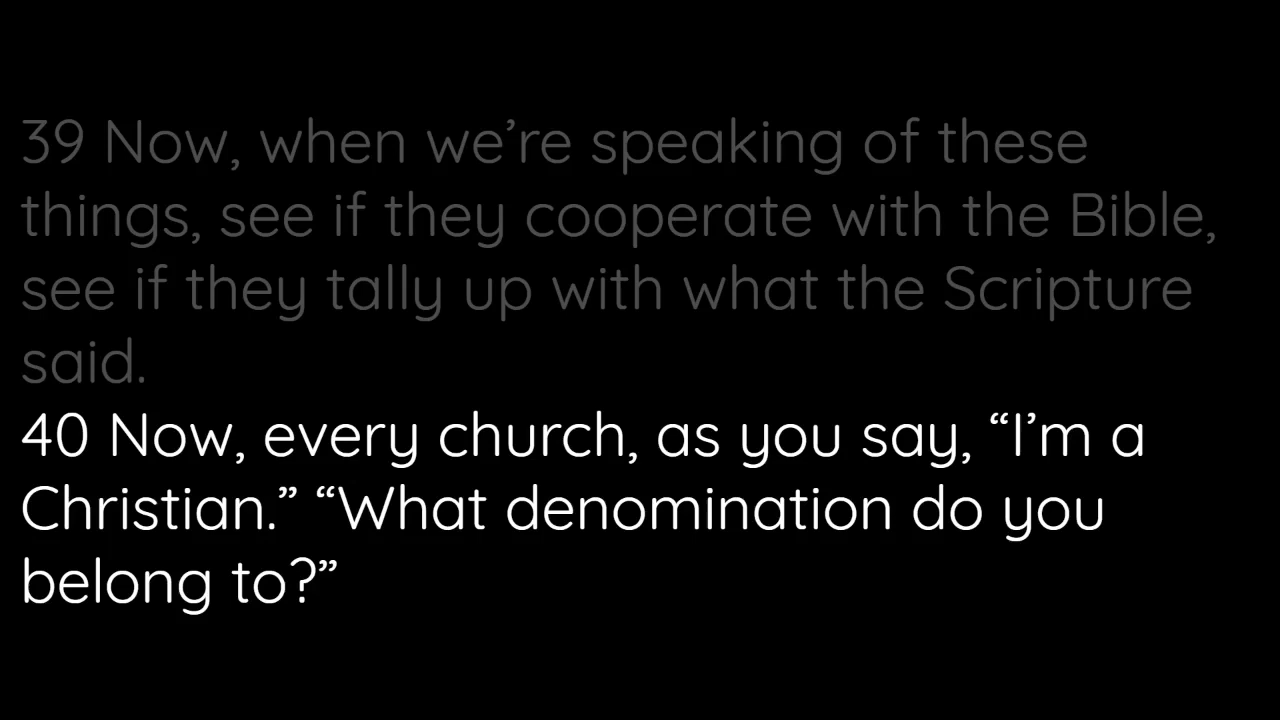 39 Now, when we’re speaking of these
things, see if they cooperate with the Bible,
see if they tally up with what the Scripture
said.
40 Now, every church, as you say, “I’m a
Christian.” “What denomination do you
belong to?”